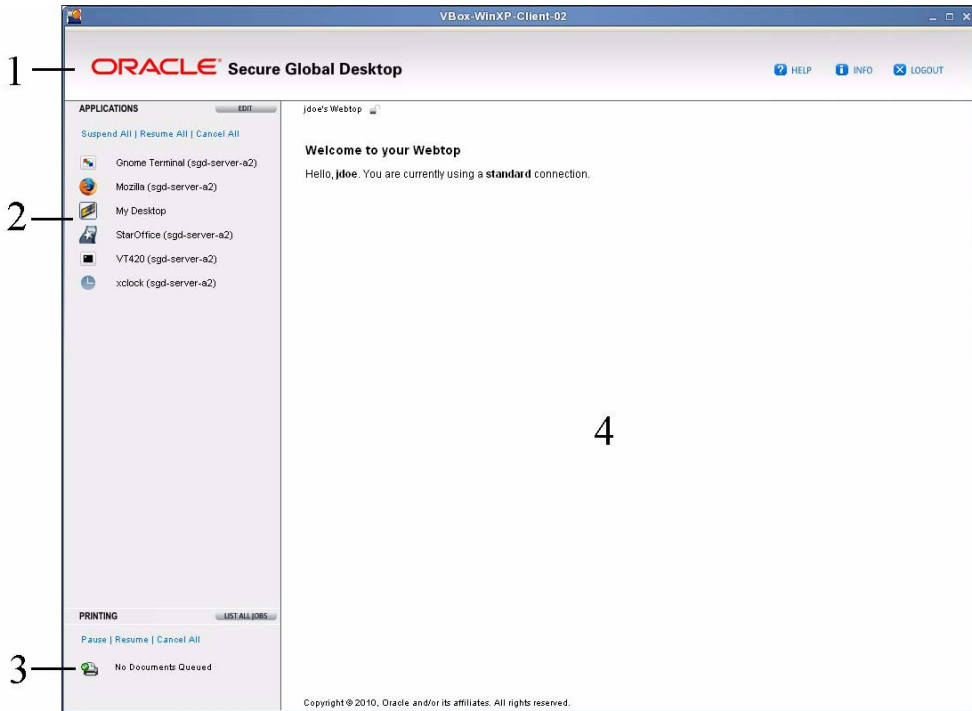 VBox-WinXP-Client-02
1
ORACLE® Secure Global Desktop
HELP INFO LOGOUT
APPLICATIONS EDIT
jdoe's Webtop
Suspend All | Resume All | Cancel All
Welcome to your Webtop
Hello, jdoe. You are currently using a standard connection.
Gnome Terminal (sgd-server-a2)
Mozilla (sgd-server-a2)
2
My Desktop
StarOffice (sgd-server-a2)
VT420 (sgd-server-a2)
xclock (sgd-server-a2)
4
PRINTING LIST ALL JOBS
Pause | Resume | Cancel All
3
No Documents Queued
Copyright © 2010, Oracle and/or its affiliates. All rights reserved.